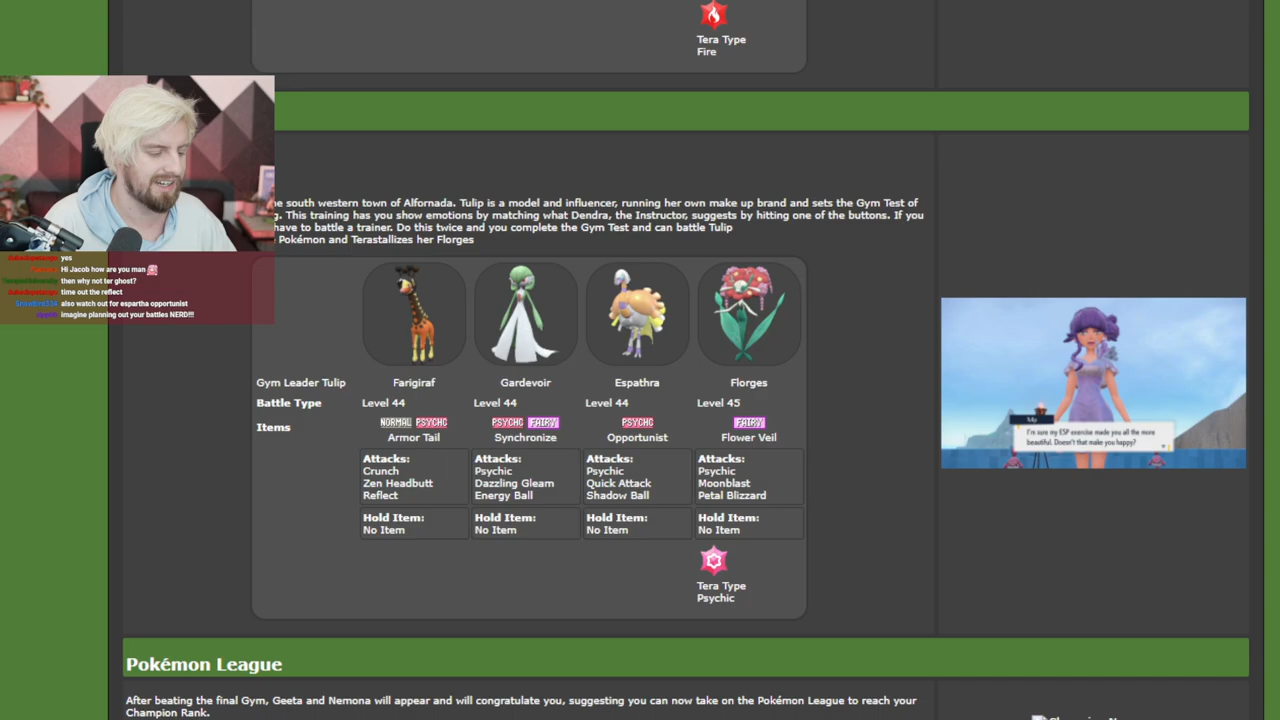 Tera Type
Fire
ne south western town of Alfornada. Tulip is a model and influencer, running her own make up brand and sets the Gym Test of
g. This training has you show emotions by matching what Dendra, the Instructor, suggests by hitting one of the buttons. If you
have to battle a trainer. Do this twice and you complete the Gym Test and can battle Tulip
Pokémon and Terastallizes her Florges
yes
Hi Jacob how are you man
then why not ter ghost?
time out the reflect
also watch out for espartha opportunist
imagine planning out your battles NERD!!!
Gym Leader Tulip Farigiraf Gardevoir Espathra Florges
Battle Type Level 44 Level 44 Level 44 Level 45
Items NORMAL PSYCHC PSYCHC FAIRY PSYCHC FAIRY
Armor Tail Synchronize Opportunist Flower Veil
Attacks: Attacks: Attacks: Attacks:
Crunch Psychic Psychic Psychic
Zen Headbutt Dazzling Gleam Quick Attack Moonblast
Reflect Energy Ball Shadow Ball Petal Blizzard
Hold Item: Hold Item: Hold Item: Hold Item:
No Item No Item No Item No Item
Tera Type
Psychic
I'm sure my ESP exercise made you all the more
beautiful. Doesn't that make you happy?
Pokémon League
After beating the final Gym, Geeta and Nemona will appear and will congratulate you, suggesting you can now take on the Pokémon League to reach your
Champion Rank.